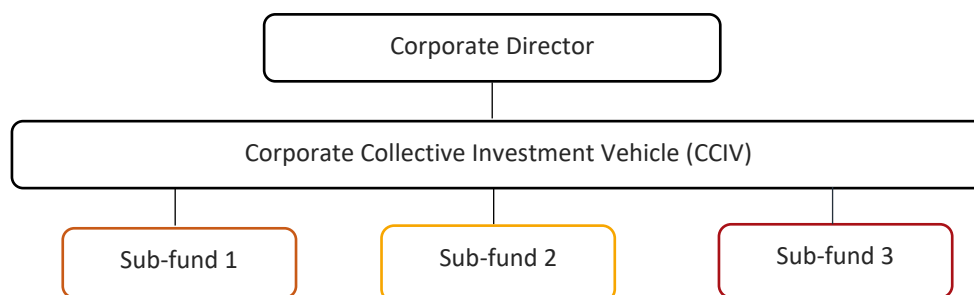 Corporate Director
Corporate Collective Investment Vehicle (CCIV)
Sub-fund 1
Sub-fund 2
Sub-fund 3